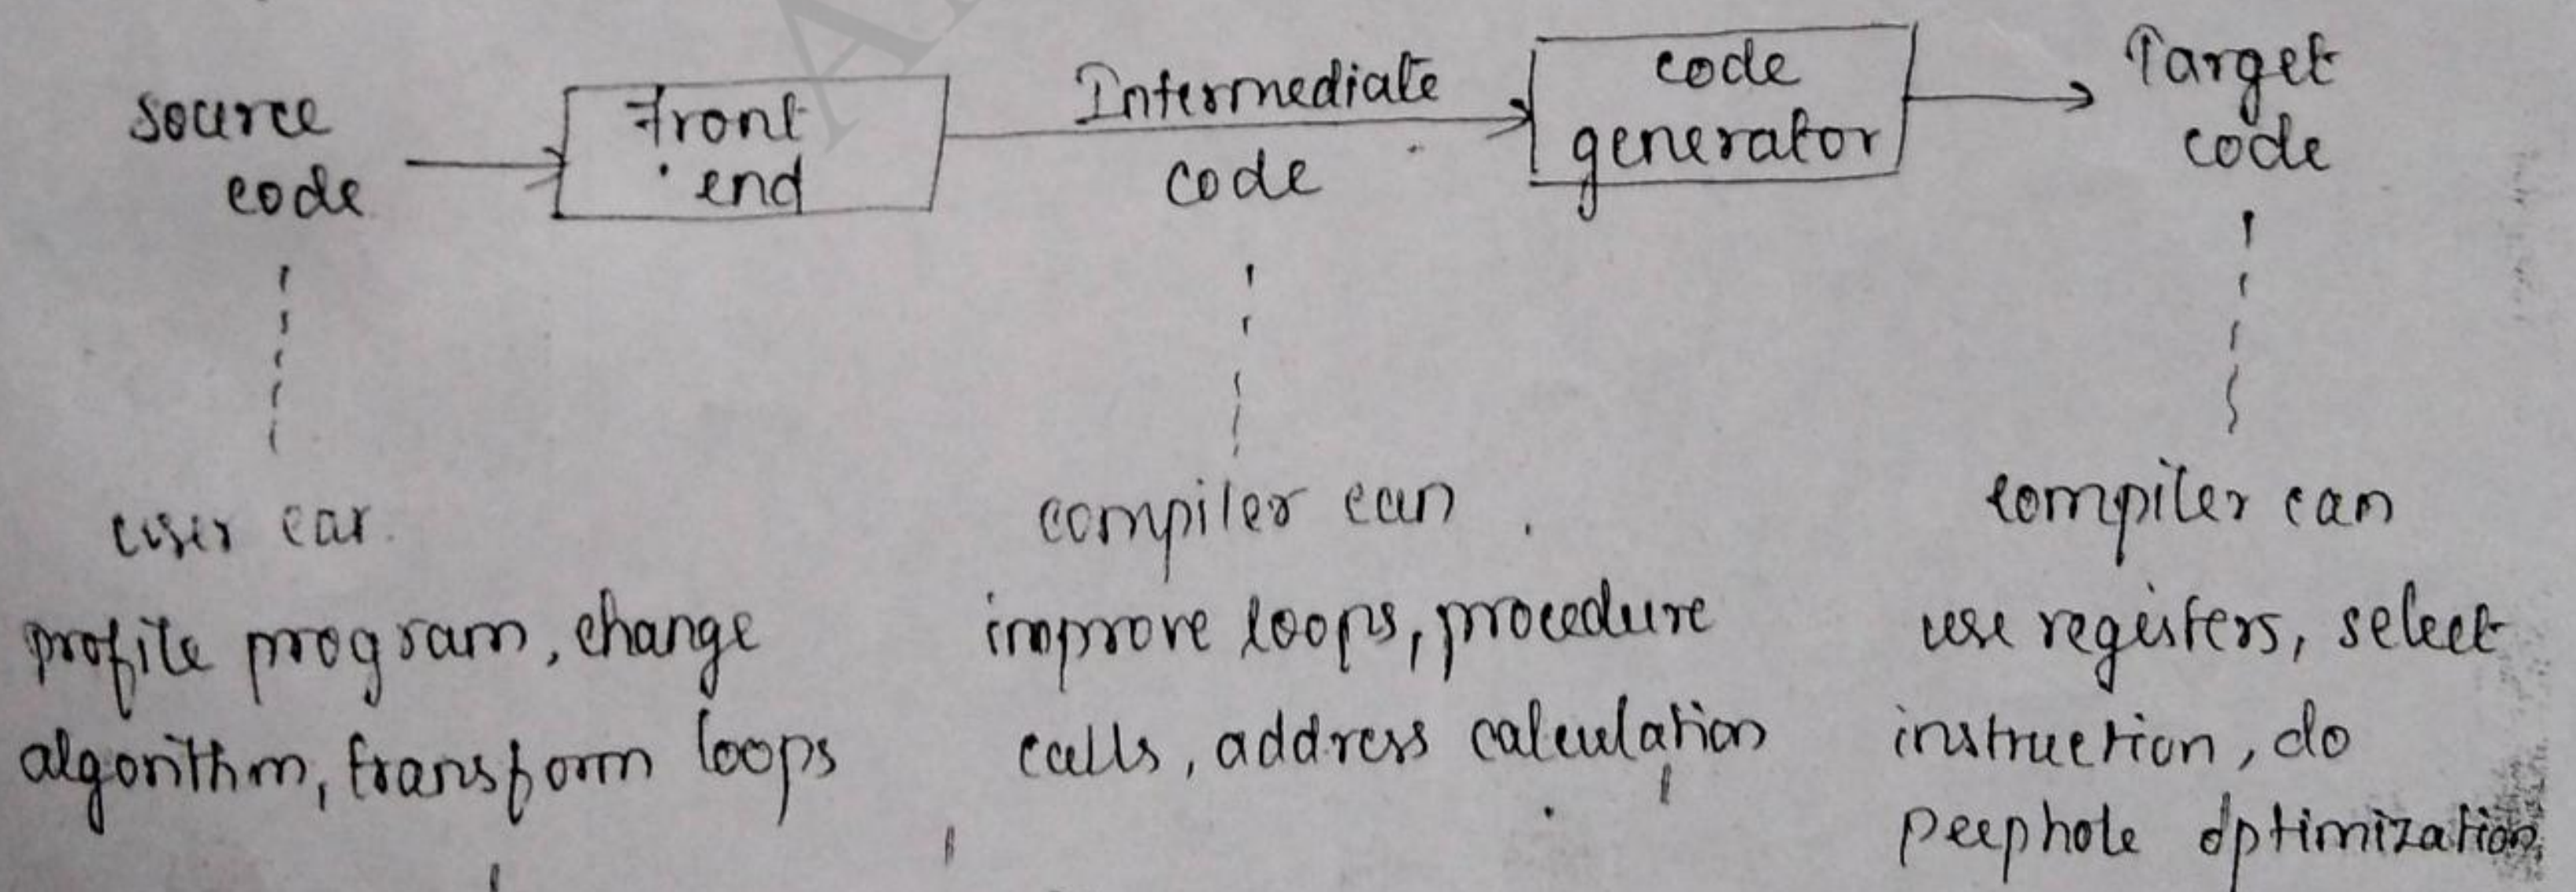 source
code
Front
end
Intermediate
code
code
generator
Target
code
user can
profile program, change
algorithm, transform loops
compiler can
improve loops, procedure
calls, address calculation
compiler can
use registers, select
instruction, do
peephole optimization